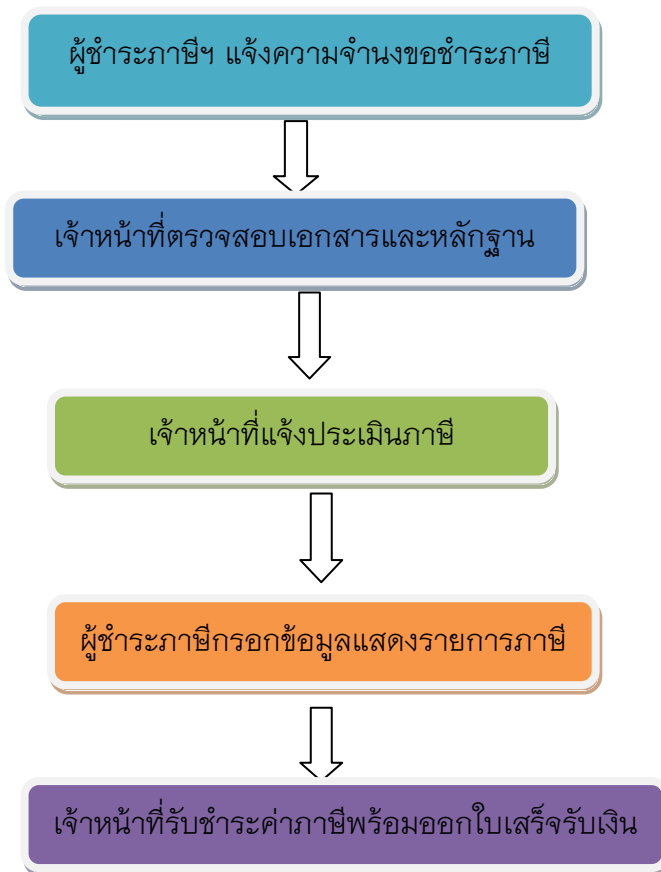 ผู้ชำระภาษีฯ แจ้งความจำนงขอชำระภาษี
เจ้าหน้าที่ตรวจสอบเอกสารและหลักฐาน
เจ้าหน้าที่แจ้งประเมินภาษี
ผู้ชำระภาษีกรอกข้อมูลแสดงรายการภาษี
เจ้าหน้าที่รับชำระค่าภาษีพร้อมออกใบเสร็จรับเงิน